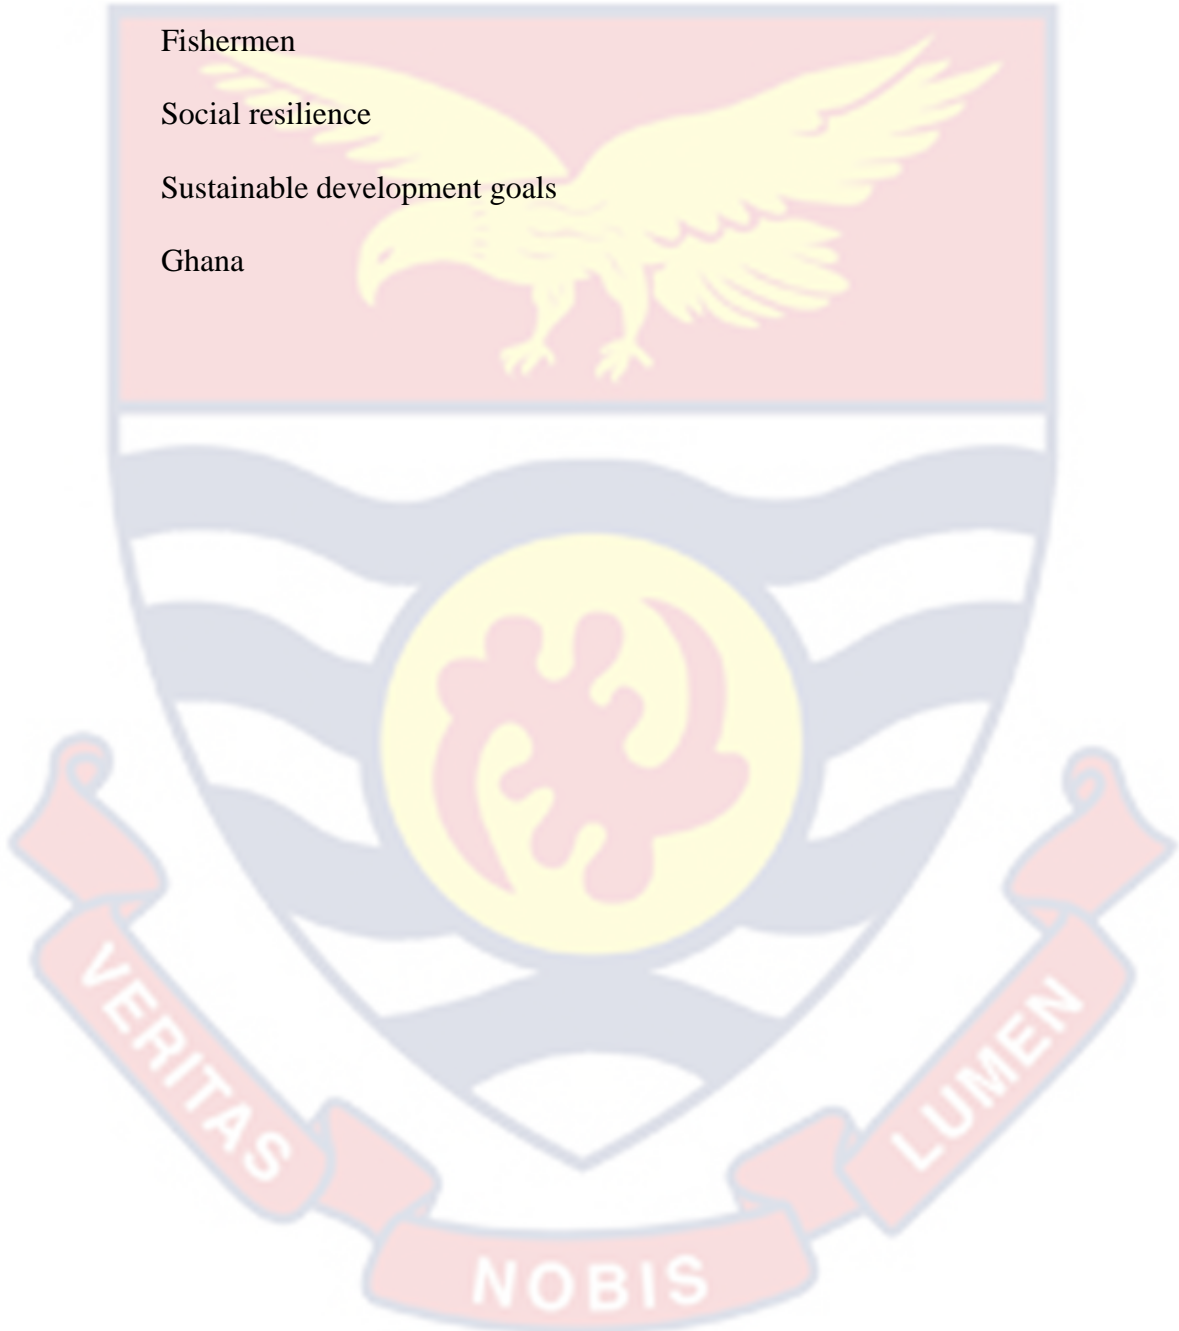 Fishermen
Social resilience
Sustainable development goals
Ghana
VERITAS
NOBIS
LUMEN